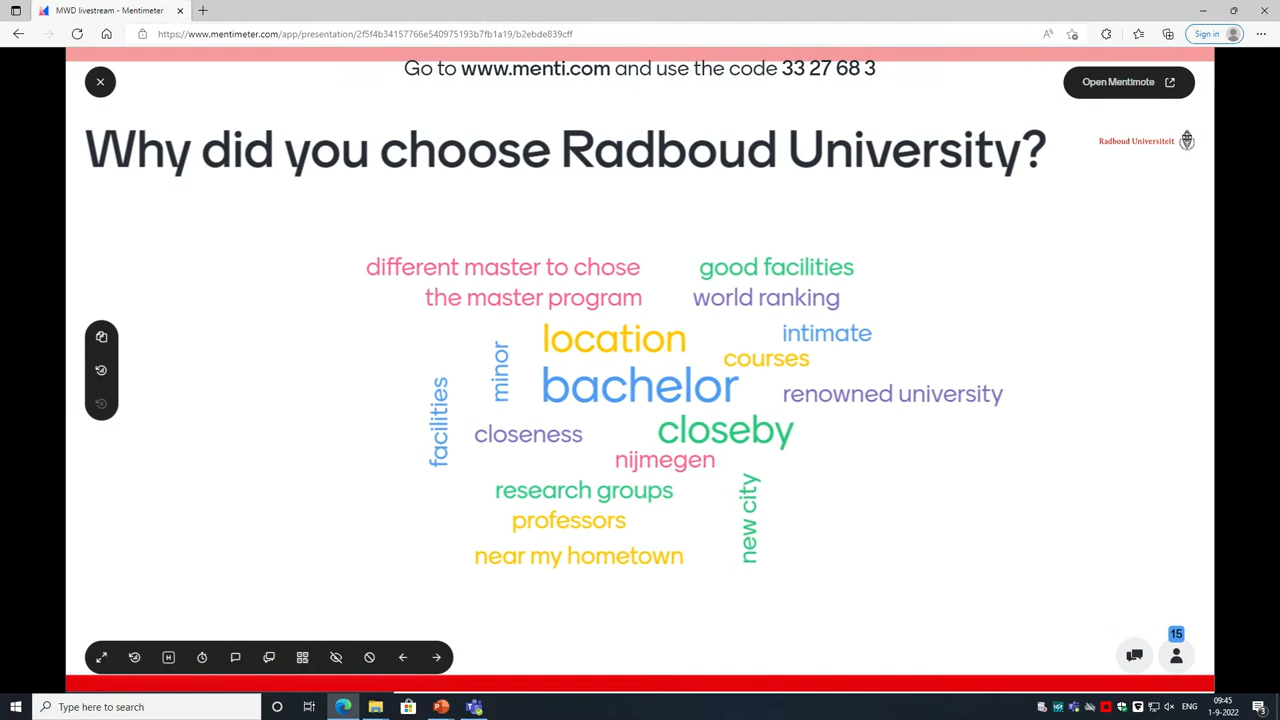 MWD livestream - Mentimeter
https://www.mentimeter.com/app/presentation/2f5f4b34157766e540975193b7fb1a19/b2ebde839cff
Sign in
Go to www.menti.com and use the code 33 27 68 3
Open Mentimote
Why did you choose Radboud University?
Radboud Universiteit
different master to chose
good facilities
the master program
world ranking
location
intimate
minor
courses
bachelor
renowned university
facilities
closeby
closeness
nijmegen
research groups
new city
professors
near my hometown
15
H
Type here to search
ENG
09:45
1-9-2022
3